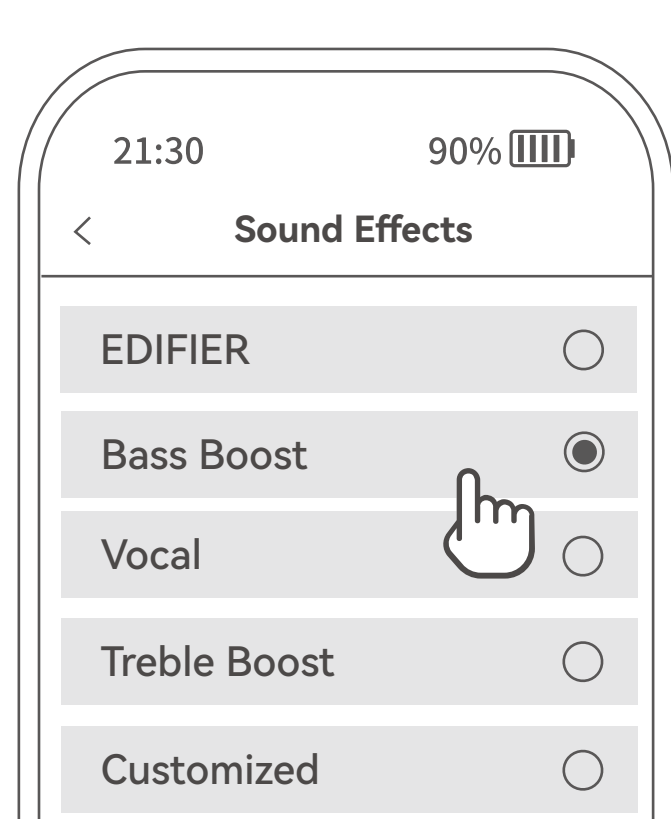 21:30 90%
Sound Effects
EDIFIER
Bass Boost
Vocal
Treble Boost
Customized